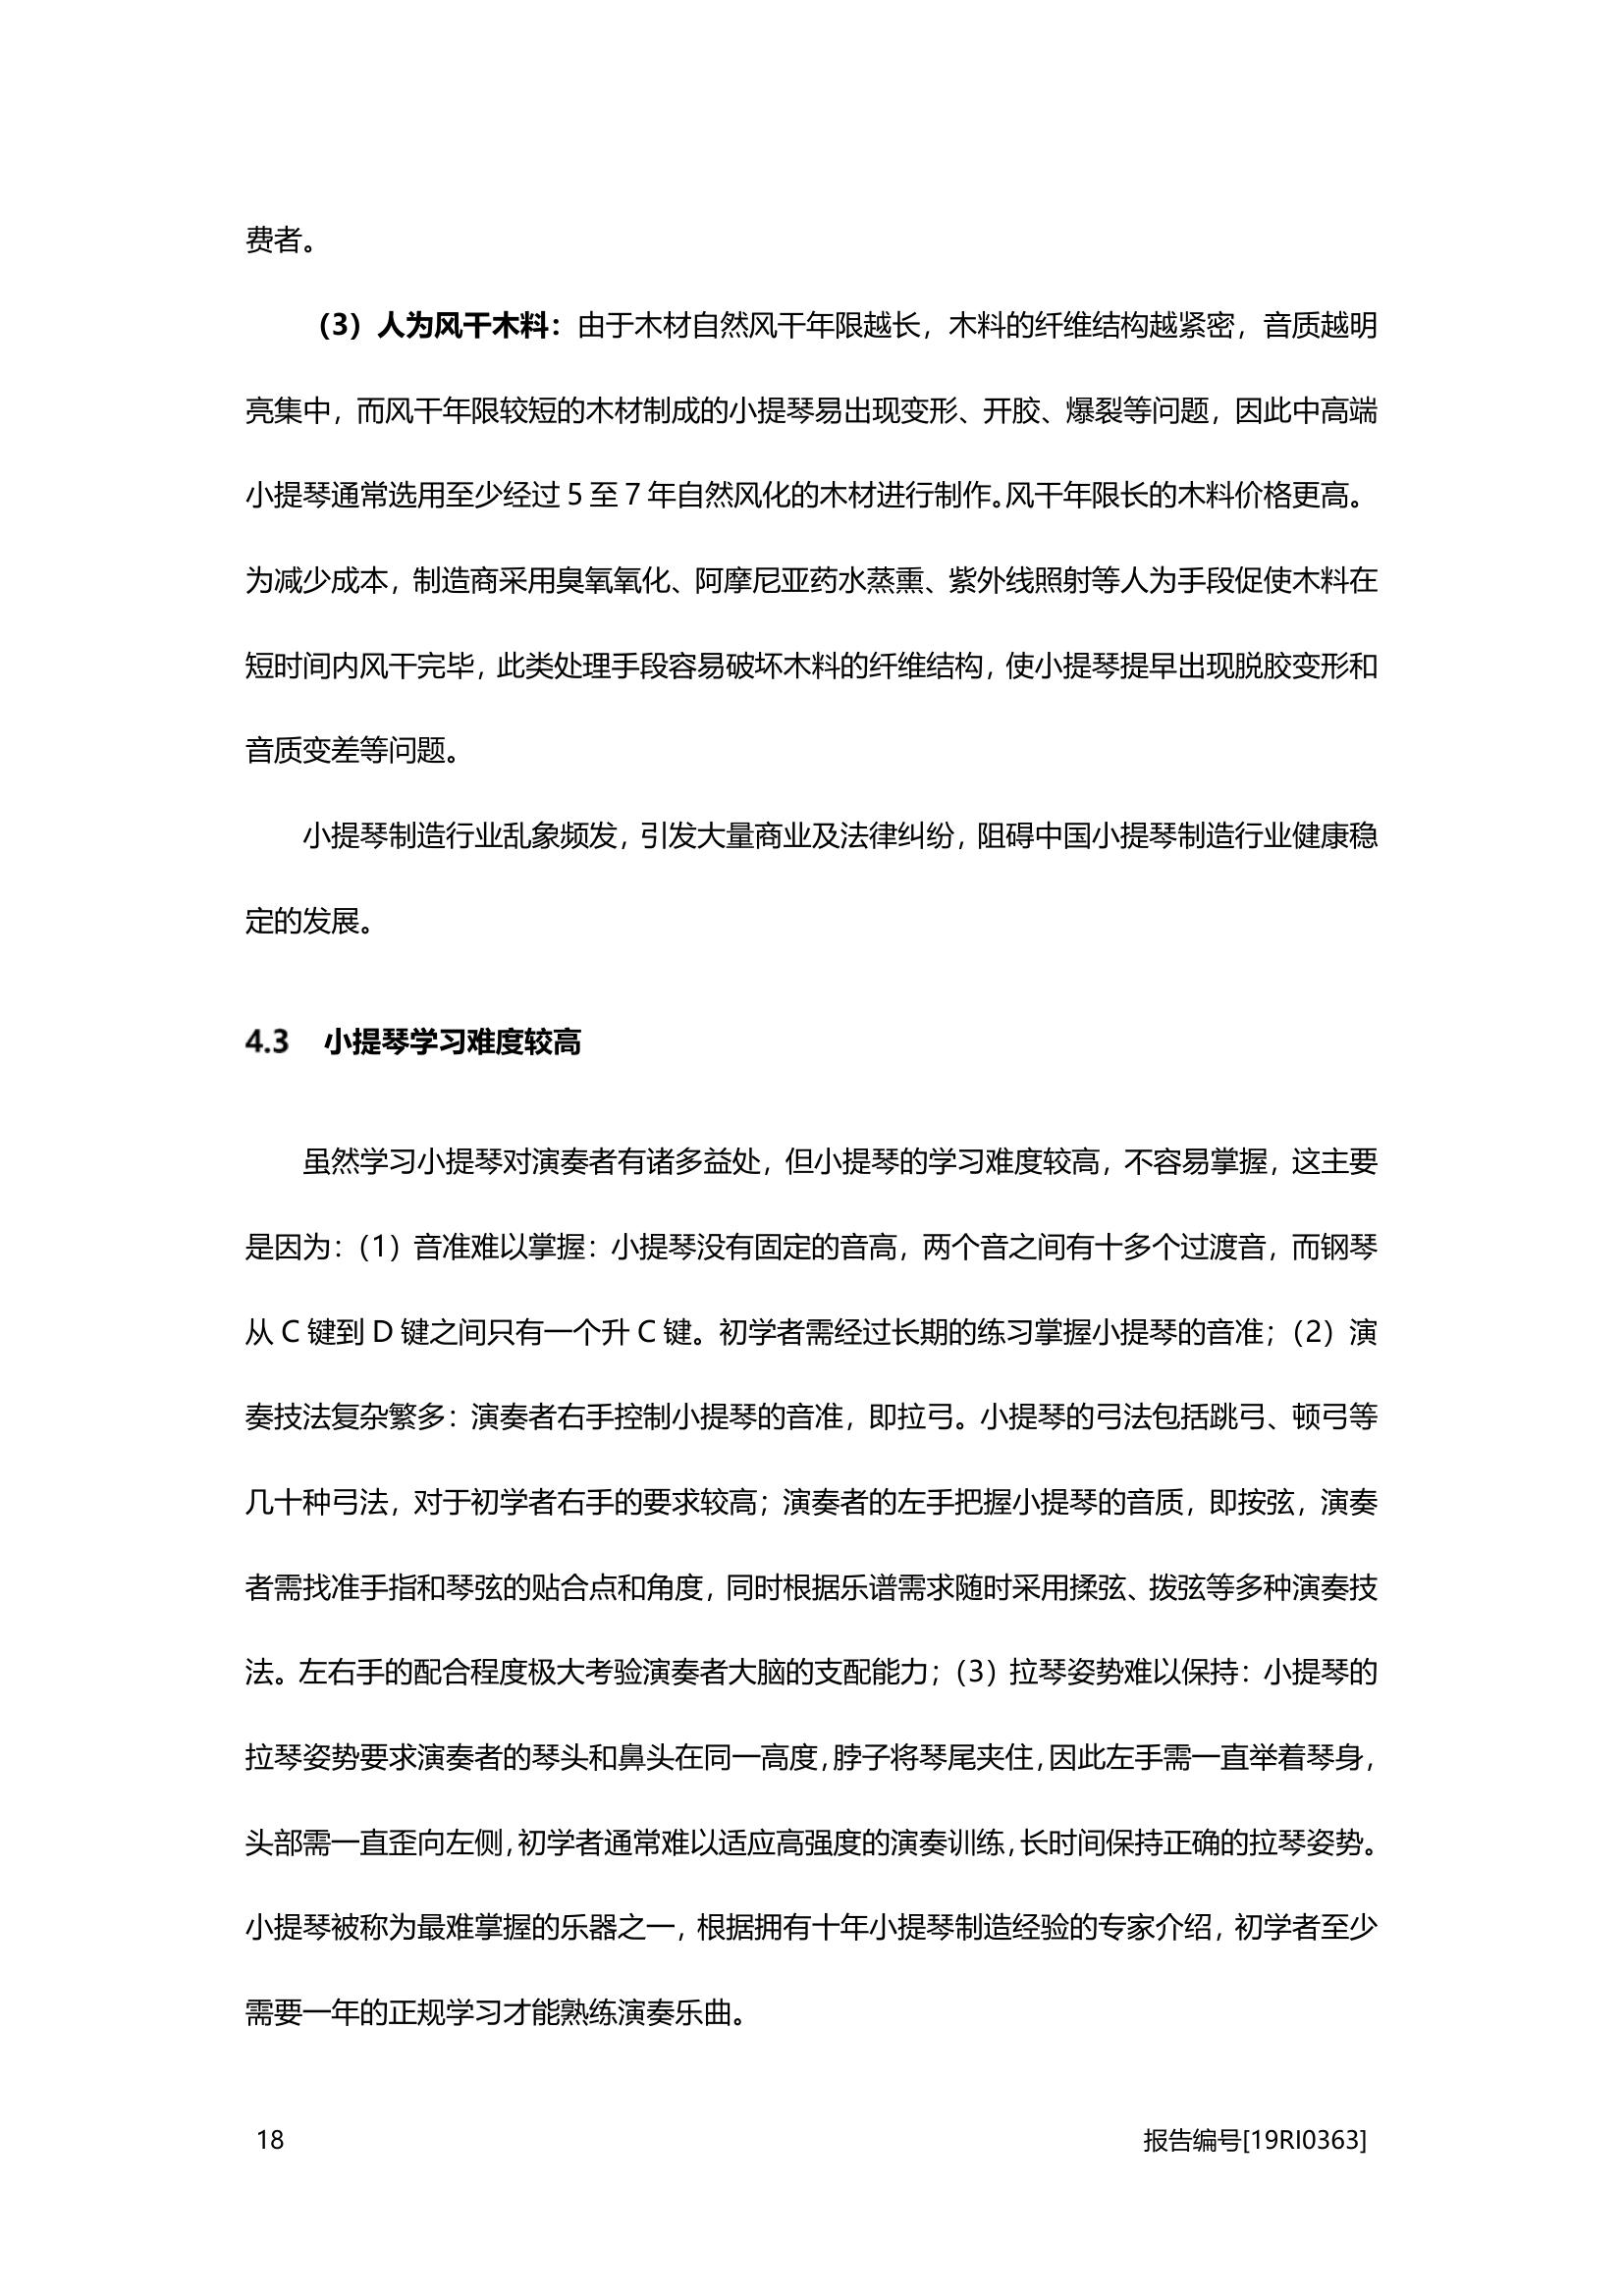 费者。
（3）人为风干木料：由于木材自然风干年限越长，木料的纤维结构越紧密，音质越明
亮集中，而风干年限较短的木材制成的小提琴易出现变形、开胶、爆裂等问题，因此中高端
小提琴通常选用至少经过 5 至 7 年自然风化的木材进行制作。风干年限长的木料价格更高。
为减少成本，制造商采用臭氧氧化、阿摩尼亚药水蒸熏、紫外线照射等人为手段促使木料在
短时间内风干完毕，此类处理手段容易破坏木料的纤维结构，使小提琴提早出现脱胶变形和
音质变差等问题。
小提琴制造行业乱象频发，引发大量商业及法律纠纷，阻碍中国小提琴制造行业健康稳
定的发展。
4.3 小提琴学习难度较高
虽然学习小提琴对演奏者有诸多益处，但小提琴的学习难度较高，不容易掌握，这主要
是因为：（1）音准难以掌握：小提琴没有固定的音高，两个音之间有十多个过渡音，而钢琴
从 C 键到 D 键之间只有一个升 C 键。初学者需经过长期的练习掌握小提琴的音准；（2）演
奏技法复杂繁多：演奏者右手控制小提琴的音准，即拉弓。小提琴的弓法包括跳弓、顿弓等
几十种弓法，对于初学者右手的要求较高；演奏者的左手把握小提琴的音质，即按弦，演奏
者需找准手指和琴弦的贴合点和角度，同时根据乐谱需求随时采用揉弦、拨弦等多种演奏技
法。左右手的配合程度极大考验演奏者大脑的支配能力；（3）拉琴姿势难以保持：小提琴的
拉琴姿势要求演奏者的琴头和鼻头在同一高度，脖子将琴尾夹住，因此左手需一直举着琴身，
头部需一直歪向左侧，初学者通常难以适应高强度的演奏训练，长时间保持正确的拉琴姿势。
小提琴被称为最难掌握的乐器之一，根据拥有十年小提琴制造经验的专家介绍，初学者至少
需要一年的正规学习才能熟练演奏乐曲。
18 报告编号[19RI0363]